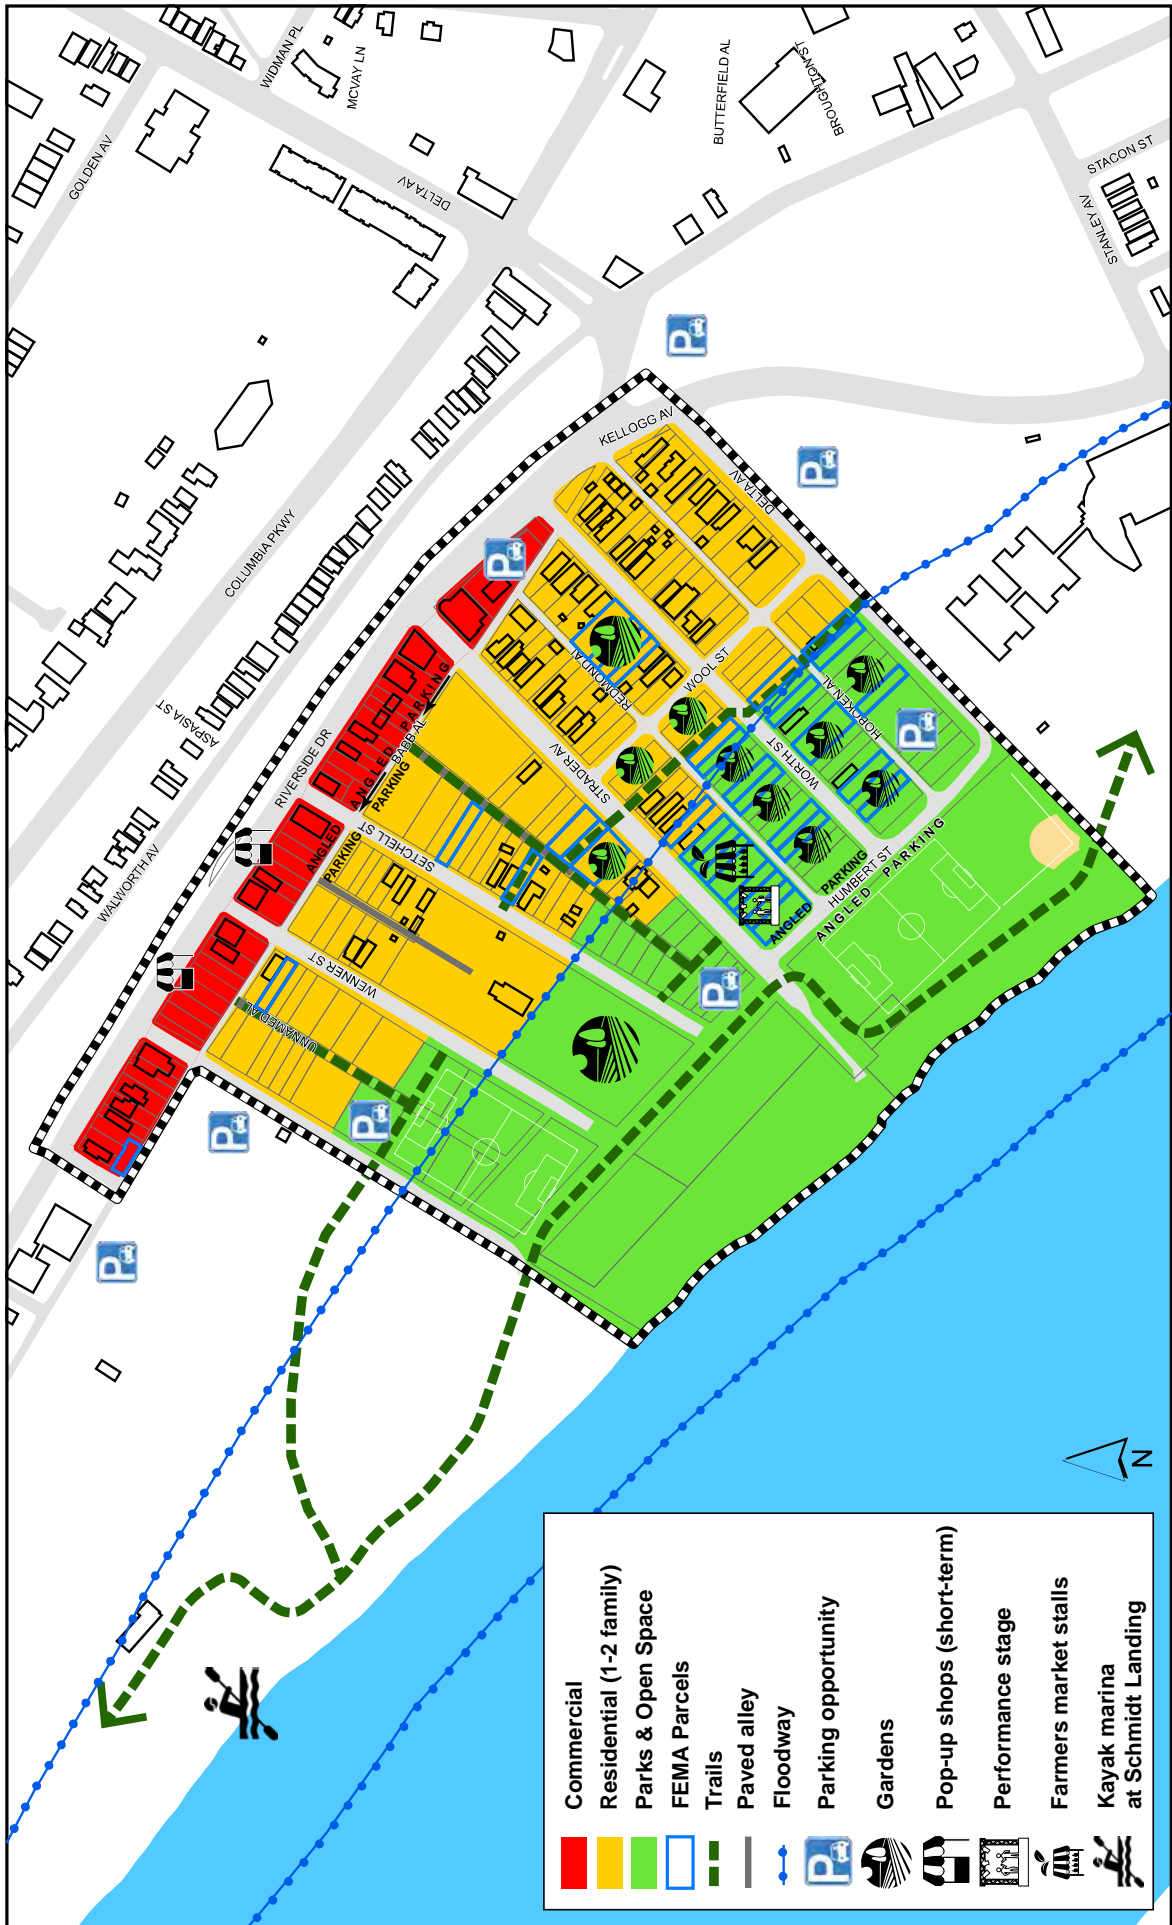 WIDMAN PL
MCVAY LN
GOLDEN AV
DELTA AV
BUTTERFIELD AL
BROUGHTON ST
STACON ST
STANLEY AV
COLUMBIA PKWY
KELLOGG AV
DELTA AV
ASPASIA ST
RIVERSIDE DR
WALWORTH AV
ANGLED PARKING
BABB AL
PARKING
ANGLED
PARKING
SETCHELL ST
WENNER ST
UNNAMED AL
STRADER AV
REDMOND AL
WOOL ST
WORTH ST
HOBOKEN AL
PARKING
HUMBERT ST
ANGLED
ANGLED PARKING
N
Commercial
Residential (1-2 family)
Parks & Open Space
FEMA Parcels
Trails
Paved alley
Floodway
P
Parking opportunity
Gardens
Pop-up shops (short-term)
Performance stage
Farmers market stalls
Kayak marina
at Schmidt Landing
P
P
P
P
P
P
P
P